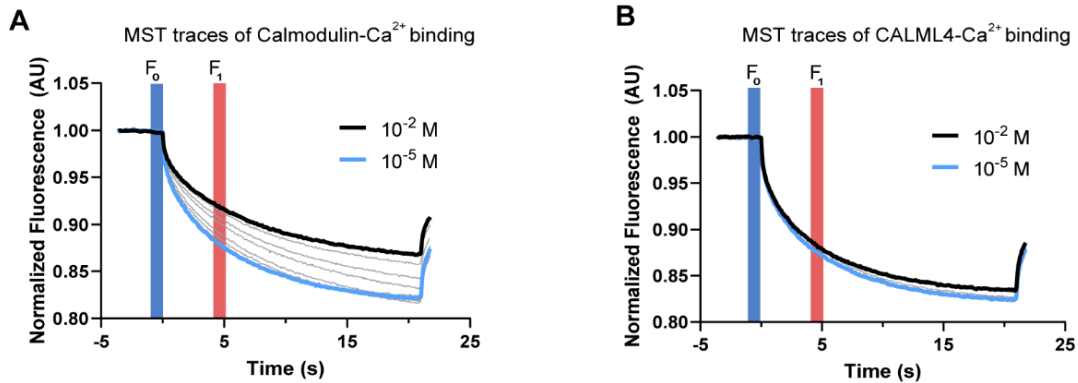 A
MST traces of Calmodulin-Ca²⁺ binding
F₀ F₁
Normalized Fluorescence (AU)
1.05
1.00
0.95
0.90
0.85
0.80
10⁻² M
10⁻⁵ M
-5 5 15 25
Time (s)
B
MST traces of CALML4-Ca²⁺ binding
F₀ F₁
Normalized Fluorescence (AU)
1.05
1.00
0.95
0.90
0.85
0.80
10⁻² M
10⁻⁵ M
-5 5 15 25
Time (s)